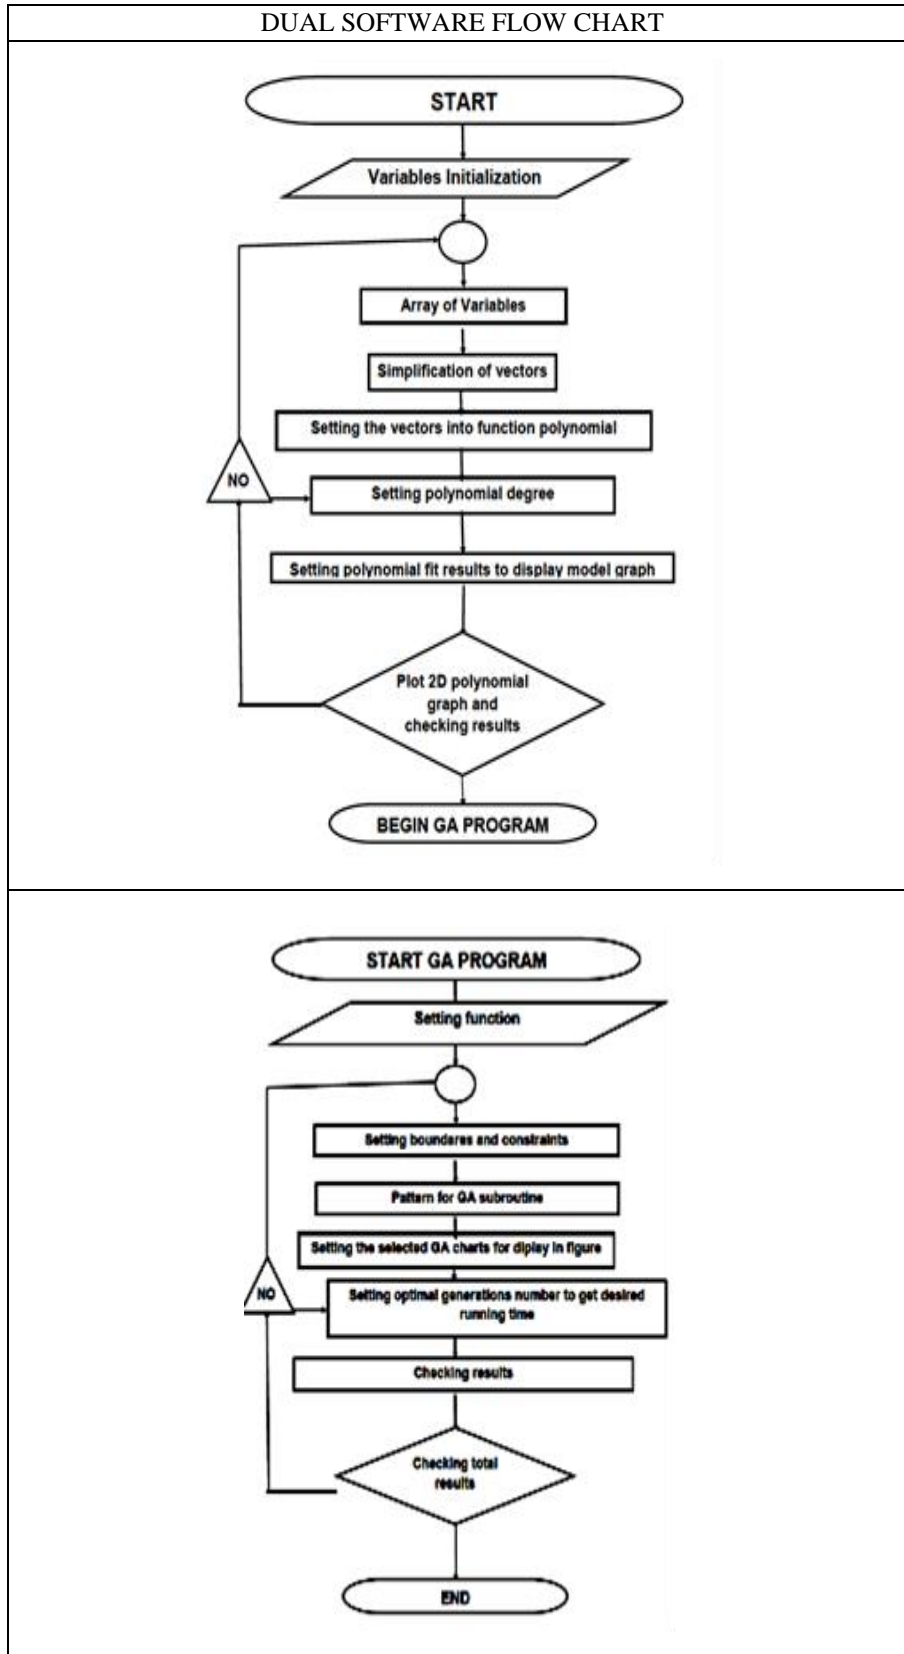 DUAL SOFTWARE FLOW CHART
START
Variables Initialization
Array of Variables
Simplification of vectors
Setting the vectors into function polynomial
NO
Setting polynomial degree
Setting polynomial fit results to display model graph
Plot 2D polynomial
graph and
checking results
BEGIN GA PROGRAM
START GA PROGRAM
Setting function
Setting boundares and constraints
Pattern for GA subroutine
Setting the selected GA charts for diplay in figure
NO
Setting optimal generations number to get desired
running time
Checking results
Checking total
results
END